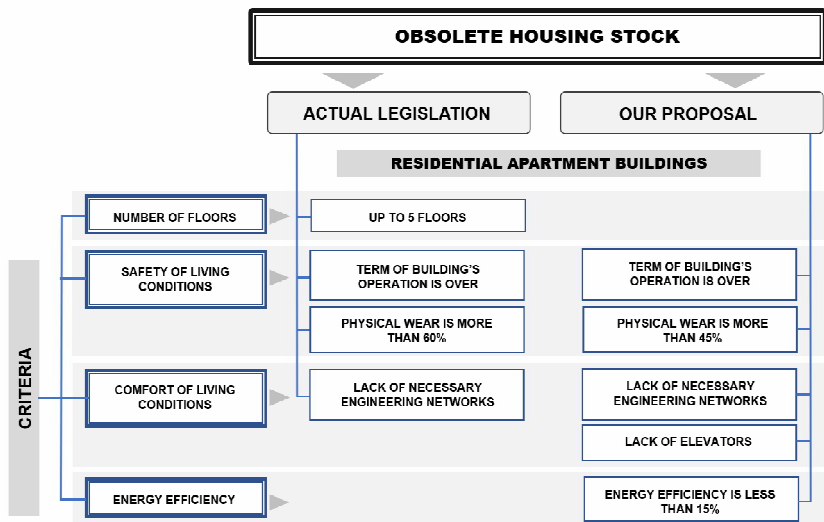 OBSOLETE HOUSING STOCK
ACTUAL LEGISLATION
OUR PROPOSAL
RESIDENTIAL APARTMENT BUILDINGS
CRITERIA
NUMBER OF FLOORS
UP TO 5 FLOORS
SAFETY OF LIVING
CONDITIONS
TERM OF BUILDING'S
OPERATION IS OVER
TERM OF BUILDING'S
OPERATION IS OVER
PHYSICAL WEAR IS MORE
THAN 60%
PHYSICAL WEAR IS MORE
THAN 45%
COMFORT OF LIVING
CONDITIONS
LACK OF NECESSARY
ENGINEERING NETWORKS
LACK OF NECESSARY
ENGINEERING NETWORKS
LACK OF ELEVATORS
ENERGY EFFICIENCY
ENERGY EFFICIENCY IS LESS
THAN 15%